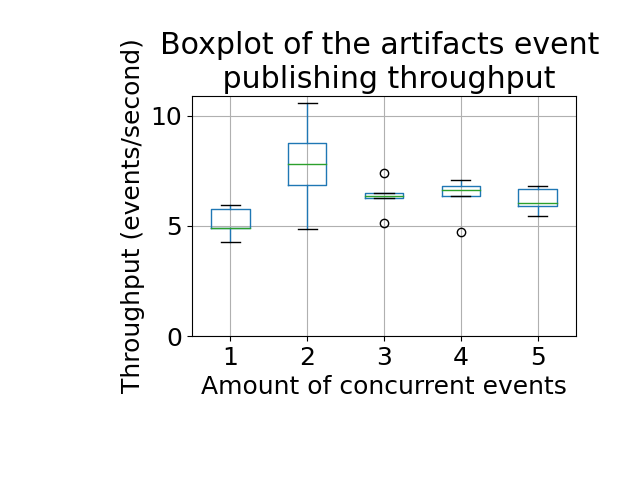 Boxplot of the artifacts event
publishing throughput
Throughput (events/second)
10
5
0
1 2 3 4 5
Amount of concurrent events